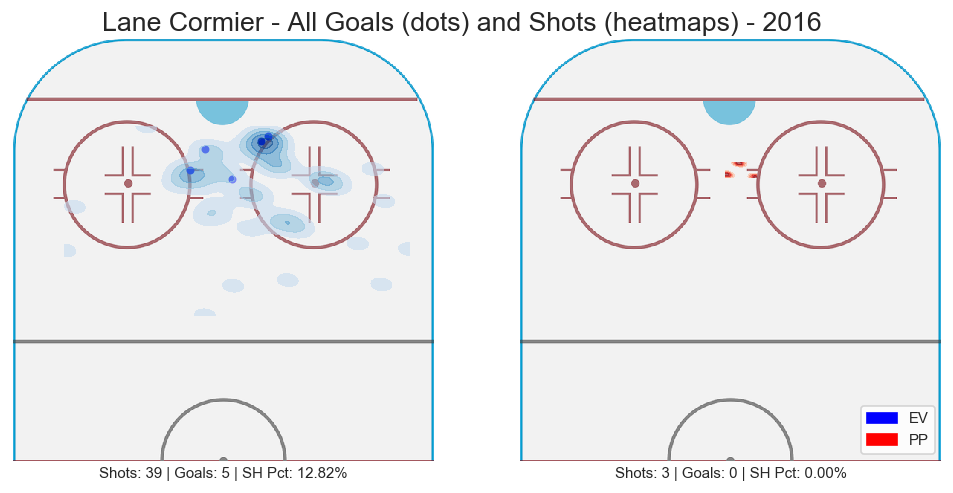 Lane Cormier - All Goals (dots) and Shots (heatmaps) - 2016
EV
PP
Shots: 39 | Goals: 5 | SH Pct: 12.82%
Shots: 3 | Goals: 0 | SH Pct: 0.00%